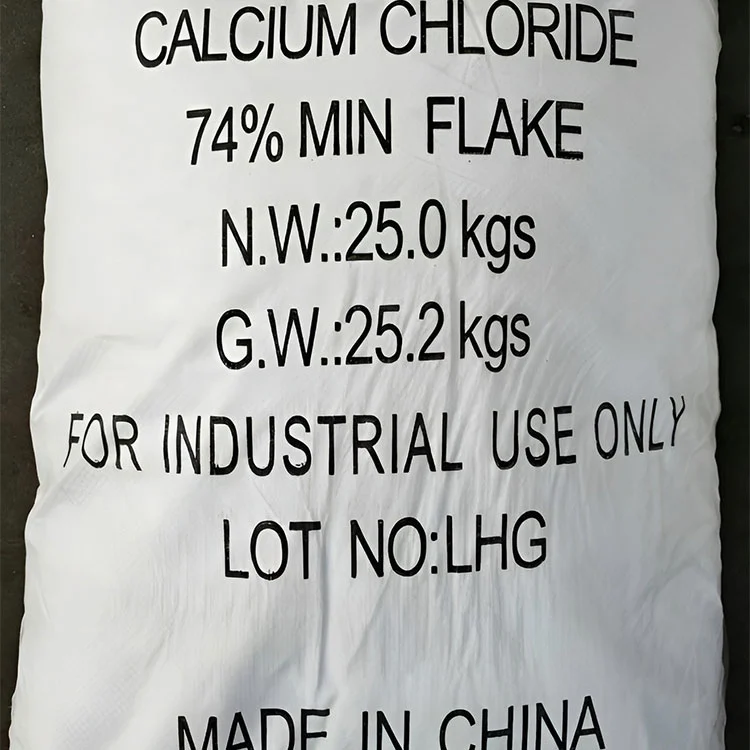 CALCIUM CHLORIDE
74% MIN FLAKE
N.W.:25.0 kgs
G.W.:25.2 kgs
FOR INDUSTRIAL USE ONLY
LOT NO:LHG
MADE IN CHINA